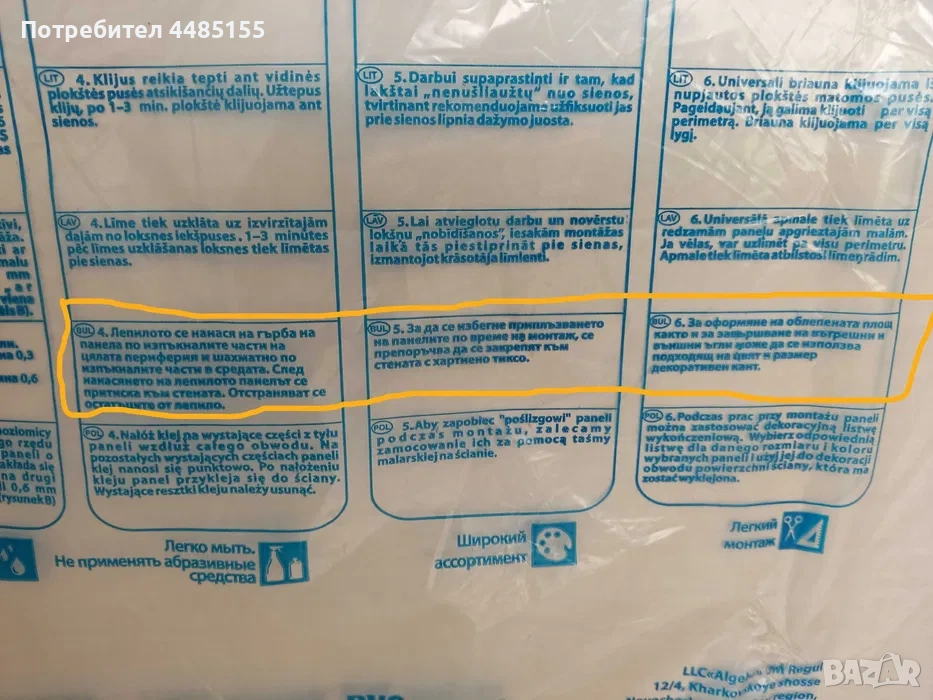 Потребител 4485155
LIT 4. Klijus reikia tepti ant vidinės
plokštės pusės atsikišančių dalių. Užtepus
klijų, po 1-3 min. plokštė klijuojama ant
sienos.
LIT 5. Darbui supaprastinti ir tam, kad
lakštai „nenušliaužtų" nuo sienos,
tvirtinant rekomenduojama užfiksuoti jas
prie sienos lipnia dažymo juosta.
LIT 6. Universali briauna klijuojama iš
nupjautos plokštės matomos pusės.
Pageidaujant, ją galima klijuoti per visą
perimetrą. Briauna klijuojama per visą
lygį.
LAV 4. Līme tiek uzklāta uz izvirzītajām
daļām no loksnes iekšpuses. 1-3 minūtes
pēc līmes uzklāšanas loksnes tiek līmētas
pie sienas.
LAV 5. Lai atvieglotu darbu un novērstu
lokšņu „nobīdīšanos", iesakām montāžas
laikā tās piestiprināt pie sienas,
izmantojot krāsotāja līmlenti.
LAV 6. Universālā apmale tiek līmēta uz
redzamām paneļu apgrieztajām malām.
Ja vēlas, var uzlīmēt pa visu perimetru.
Apmale tiek līmēta atbilstoši līmeņrādim.
BUL 4. Лепилото се нанася на гърба на
панела по изпъкналите части на
цялата периферия и шахматно по
изпъкналите части в средата. След
нанасянето на лепилото панелът се
притиска към стената. Отстраняват се
остатъците от лепило.
BUL 5. За да се избегне приплъзването
на панелите по време на монтаж, се
препоръчва да се закрепят към
стената с хартиено тиксо.
BUL 6. За оформяне на облепената площ
както и за завършване на вътрешни и
външни ъгли може да се използва
подходящ на цвят и размер
декоративен кант.
POL 4. Nałóż klej na wystające części z tyłu
paneli wzdłuż całego obwodu. Na
pozostałych wystających częściach paneli
klej nanosi się punktowo. Po nałożeniu
kleju panel przykleja się do ściany.
Wystające resztki kleju należy usunąć.
POL 5. Aby, zapobiec "poślizgowi" paneli
podczas montażu, zalecamy
zamocowanie ich za pomocą taśmy
malarskiej na ścianie.
POL 6. Podczas prac przy montażu paneli
można zastosować dekoracyjną listwę
wykończeniową. Wybierz odpowiednią
listwę dla danego rozmiaru i koloru
wybranych paneli i użyj jej do dekoracji
obwodu powierzchni ściany, która ma
zostać wyklejona.
Легко мыть.
Не применять абразивные
средства
Широкий
ассортимент
Легкий
монтаж
12/4, Kharko
BAZAR